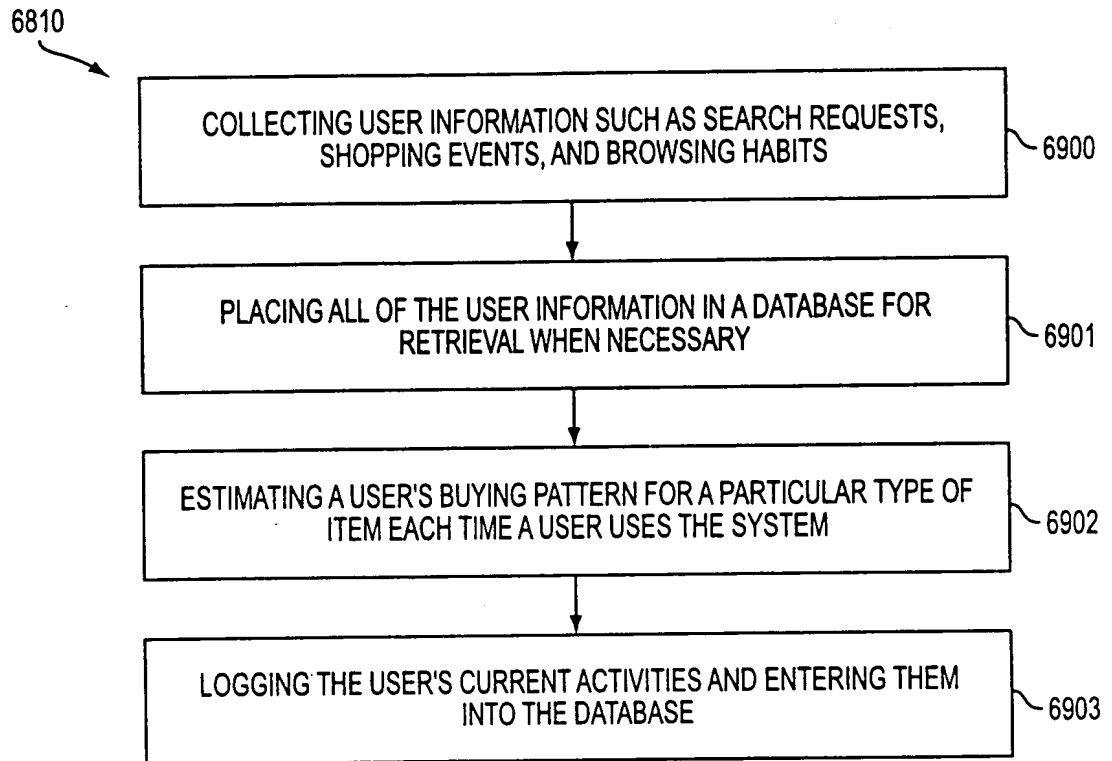 6810
COLLECTING USER INFORMATION SUCH AS SEARCH REQUESTS,
SHOPPING EVENTS, AND BROWSING HABITS
6900
PLACING ALL OF THE USER INFORMATION IN A DATABASE FOR
RETRIEVAL WHEN NECESSARY
6901
ESTIMATING A USER'S BUYING PATTERN FOR A PARTICULAR TYPE OF
ITEM EACH TIME A USER USES THE SYSTEM
6902
LOGGING THE USER'S CURRENT ACTIVITIES AND ENTERING THEM
INTO THE DATABASE
6903